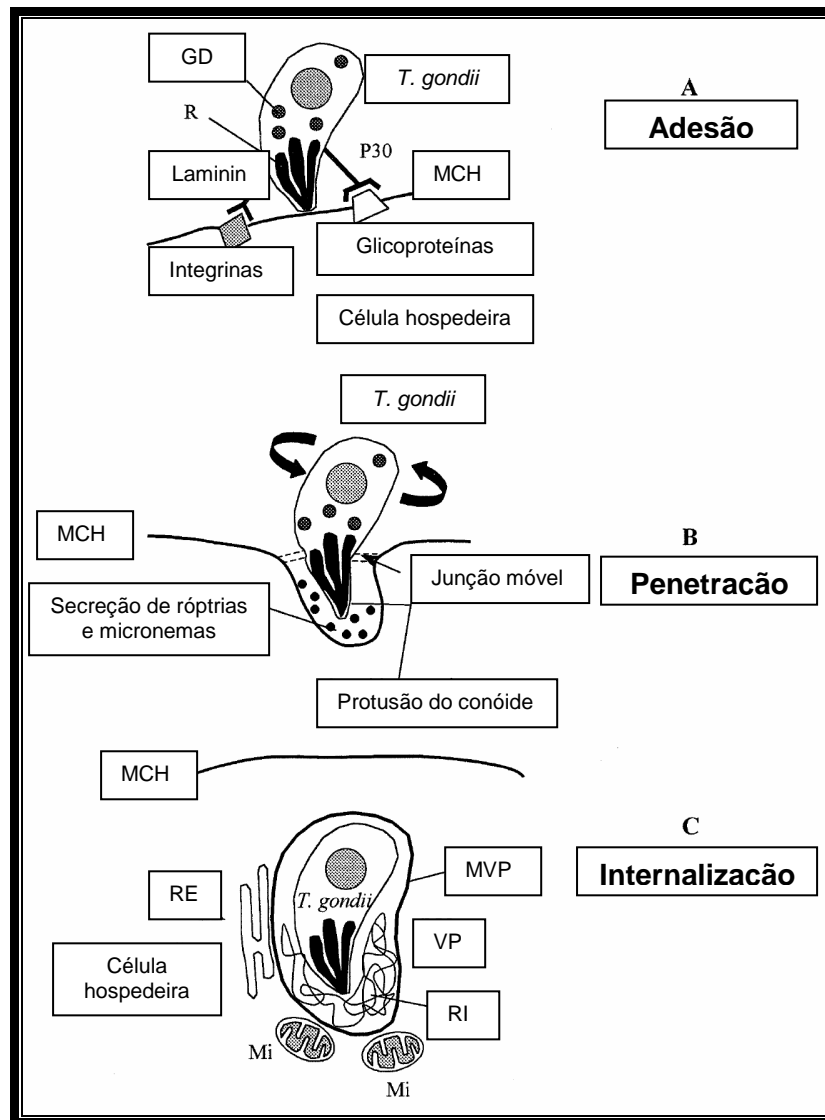 GD
T. gondii
A
Adesão
R
P30
Laminin
MCH
Glicoproteínas
Integrinas
Célula hospedeira
T. gondii
MCH
B
Junção móvel
Penetracão
Secreção de róptrias
e micronemas
Protusão do conóide
MCH
C
Internalizacão
MVP
RE
T. gondii
VP
Célula
hospedeira
RI
Mi
Mi